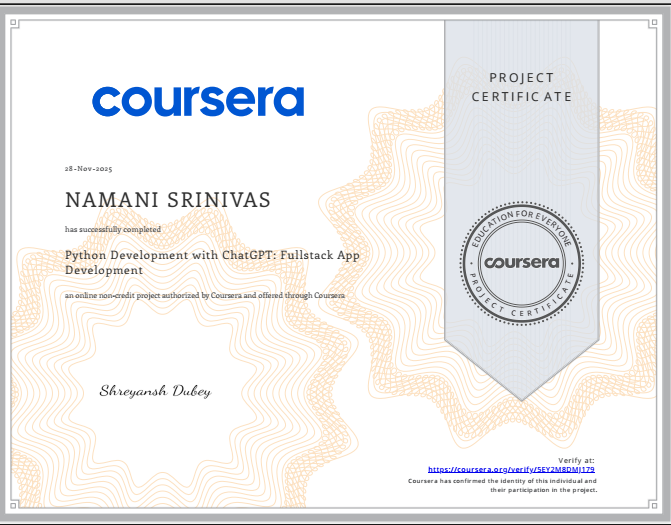 coursera
PROJECT
CERTIFICATE
28-Nov-2025
NAMANI SRINIVAS
has successfully completed
Python Development with ChatGPT: Fullstack App
Development
an online non-credit project authorized by Coursera and offered through Coursera
EDUCATION FOR EVERYONE
coursera
PROJECT CERTIFICATE
Shreyansh Dubey
Verify at:
https://coursera.org/verify/5EY2M8DMJ179
Coursera has confirmed the identity of this individual and
their participation in the project.